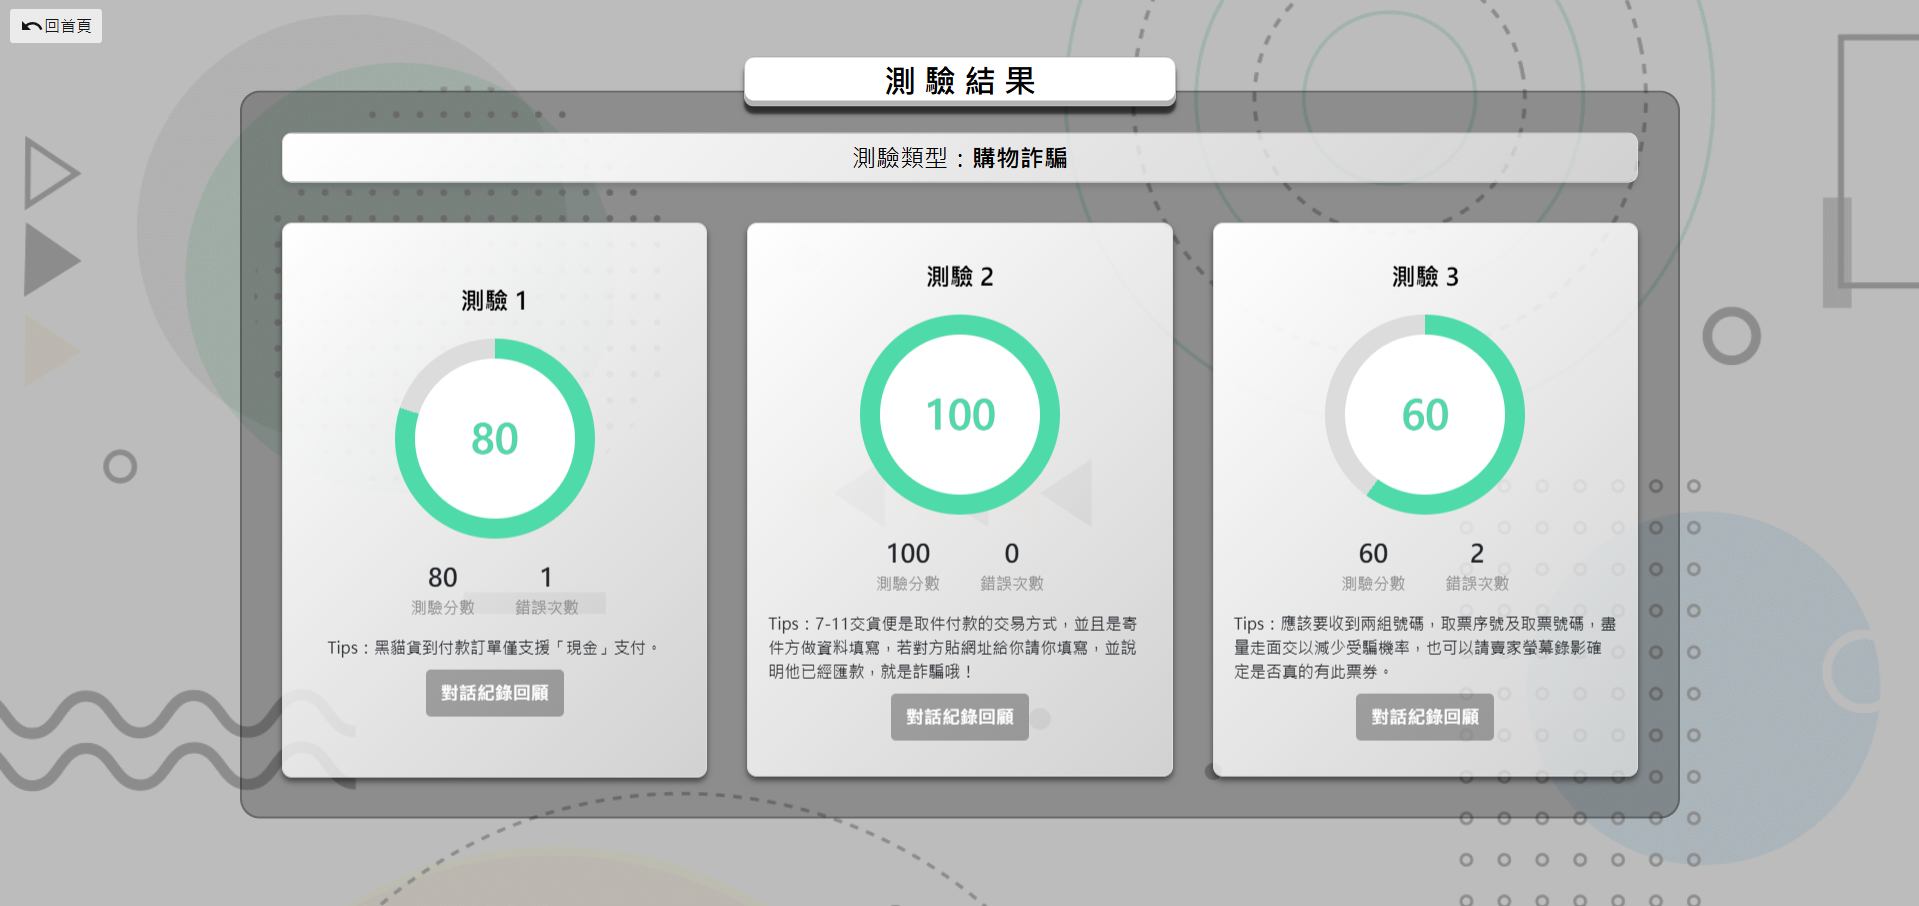 回首頁
測驗結果
測驗類型：購物詐騙
測驗 1
80
80
1
測驗分數
錯誤次數
Tips：黑貓貨到付款訂單僅支援「現金」支付。
對話紀錄回顧
測驗 2
100
100
0
測驗分數
錯誤次數
Tips：7-11交貨便是取件付款的交易方式，並且是寄
件方做資料填寫，若對方貼網址給你請你填寫，並說
明他已經匯款，就是詐騙哦！
對話紀錄回顧
測驗 3
60
60
2
測驗分數
錯誤次數
Tips：應該要收到兩組號碼，取票序號及取票號碼，盡
量走面交以減少受騙機率，也可以請賣家螢幕錄影確
定是否真的有此票券。
對話紀錄回顧